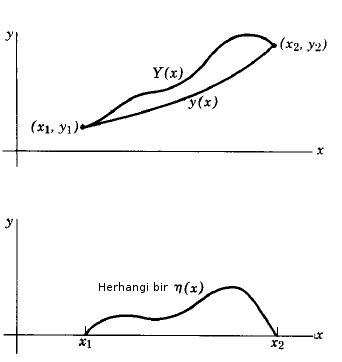 y
(x₂, y₂)
Y(x)
y(x)
(x₁, y₁)
x
y
Herhangi bir η(x)
x₁
x₂
x